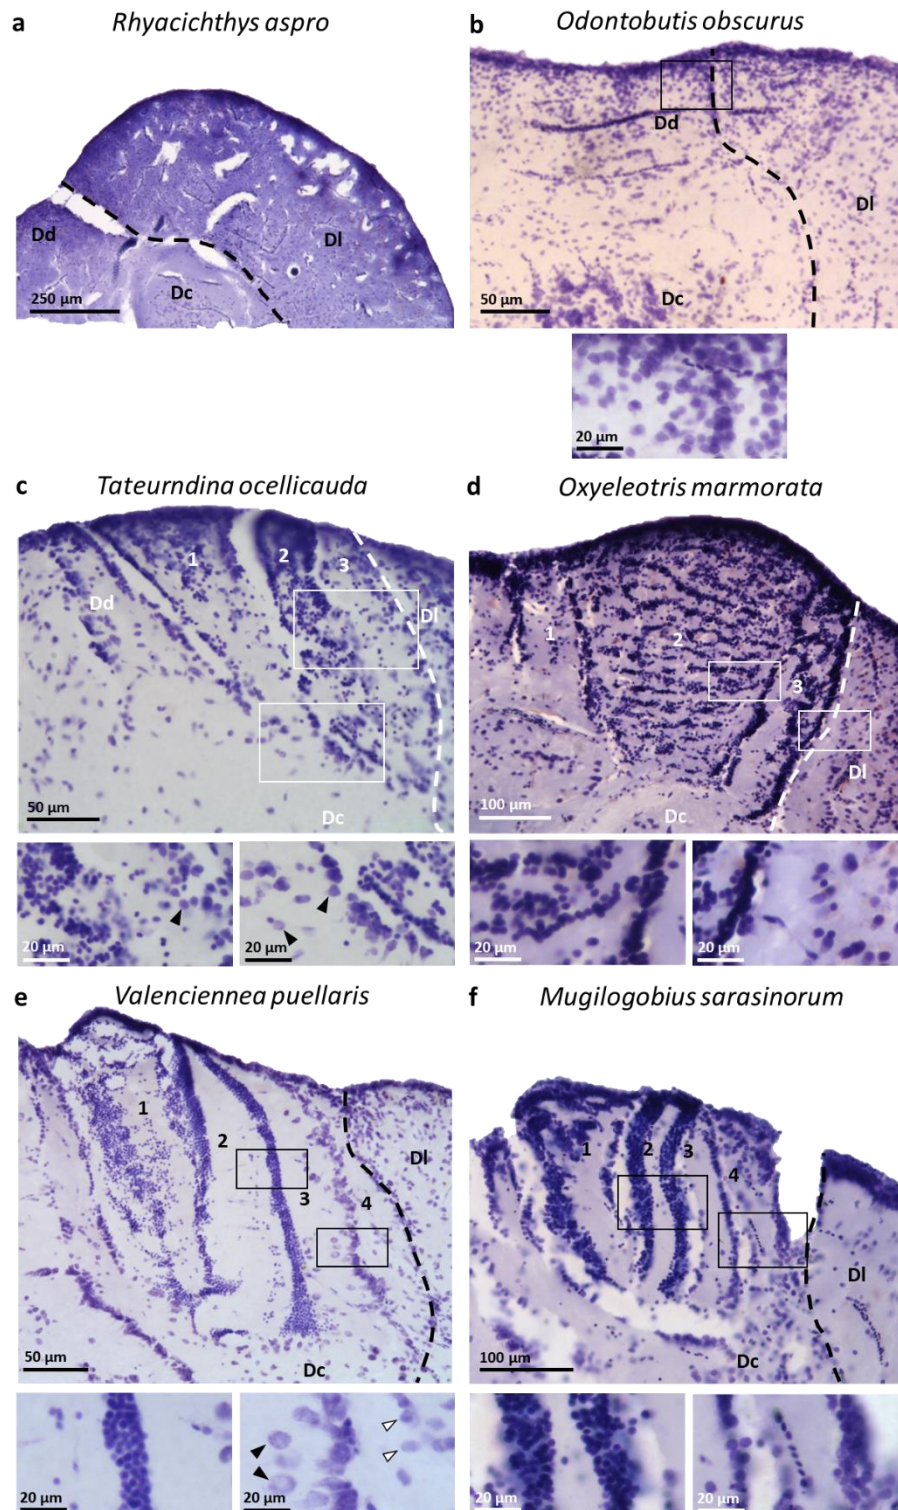 a Rhyacichthys aspro
Dd
Dl
Dc
250 µm
b Odontobutis obscurus
Dd
Dl
Dc
50 µm
20 µm
c Tateurndina ocellicauda
1
2
3
Dd
Dl
50 µm
Dc
20 µm
20 µm
d Oxyeleotris marmorata
1
2
3
Dl
100 µm
Dc
20 µm
20 µm
e Valenciennea puellaris
1
2
3
4
Dl
50 µm
Dc
20 µm
20 µm
f Mugilogobius sarasinorum
1
2
3
4
Dl
100 µm
Dc
20 µm
20 µm